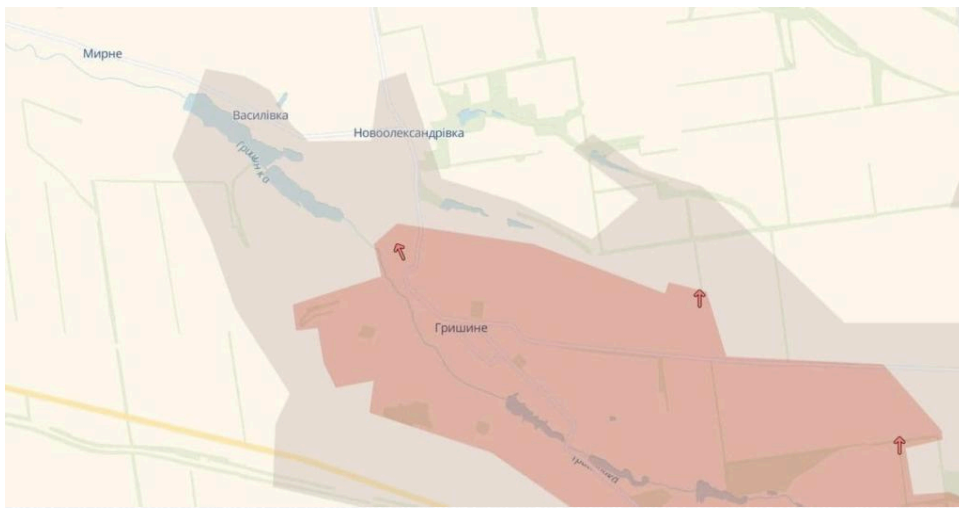 Мирне
Василівка
Новоолександрівка
Гришине